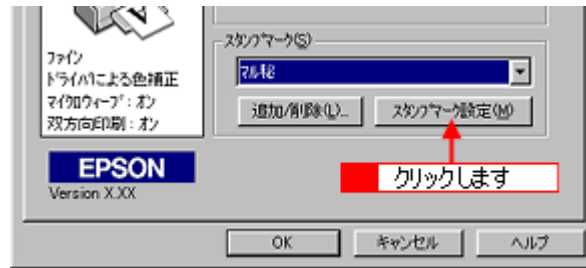 スタンプマーク(S)
マル秘
追加/削除(L)...
スタンプマーク設定(M)
クリックします
ファイン
ドライバによる色補正
マイクロウィーブ：オン
双方向印刷：オン
EPSON
Version X.XX
OK
キャンセル
ヘルプ